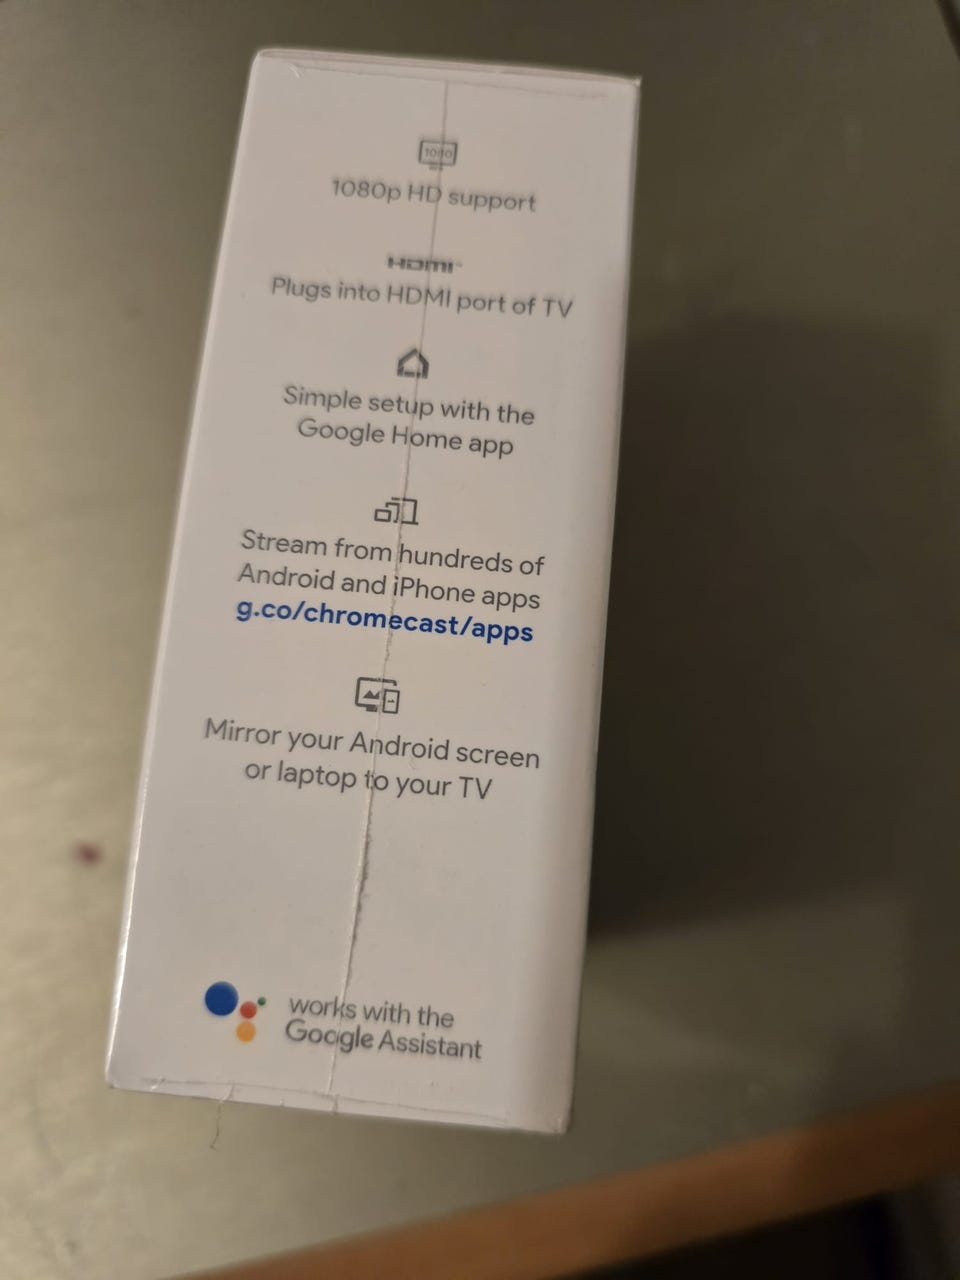 1080
1080p HD support
HDMI
Plugs into HDMI port of TV
Simple setup with the
Google Home app
Stream from hundreds of
Android and iPhone apps
g.co/chromecast/apps
Mirror your Android screen
or laptop to your TV
works with the
Google Assistant